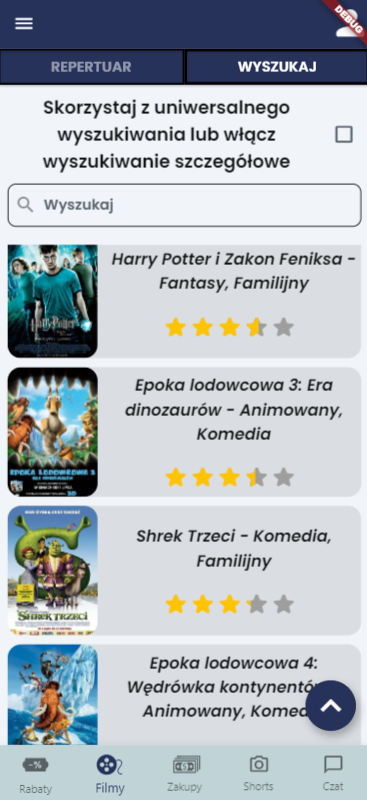 DEBUG
REPERTUAR
WYSZUKAJ
Skorzystaj z uniwersalnego
wyszukiwania lub włącz
wyszukiwanie szczegółowe
Wyszukaj
Harry Potter i Zakon Feniksa -
Fantasy, Familijny
Harry Potter
Epoka lodowcowa 3: Era
dinozaurów - Animowany,
Komedia
EPOKA LODOWCOWA 3
3D
Shrek Trzeci - Komedia,
Familijny
SHREK TRZECI
Epoka lodowcowa 4:
Wędrówka kontynentó
Animowany, Komed
-%
Rabaty
Filmy
Zakupy
Shorts
Czat